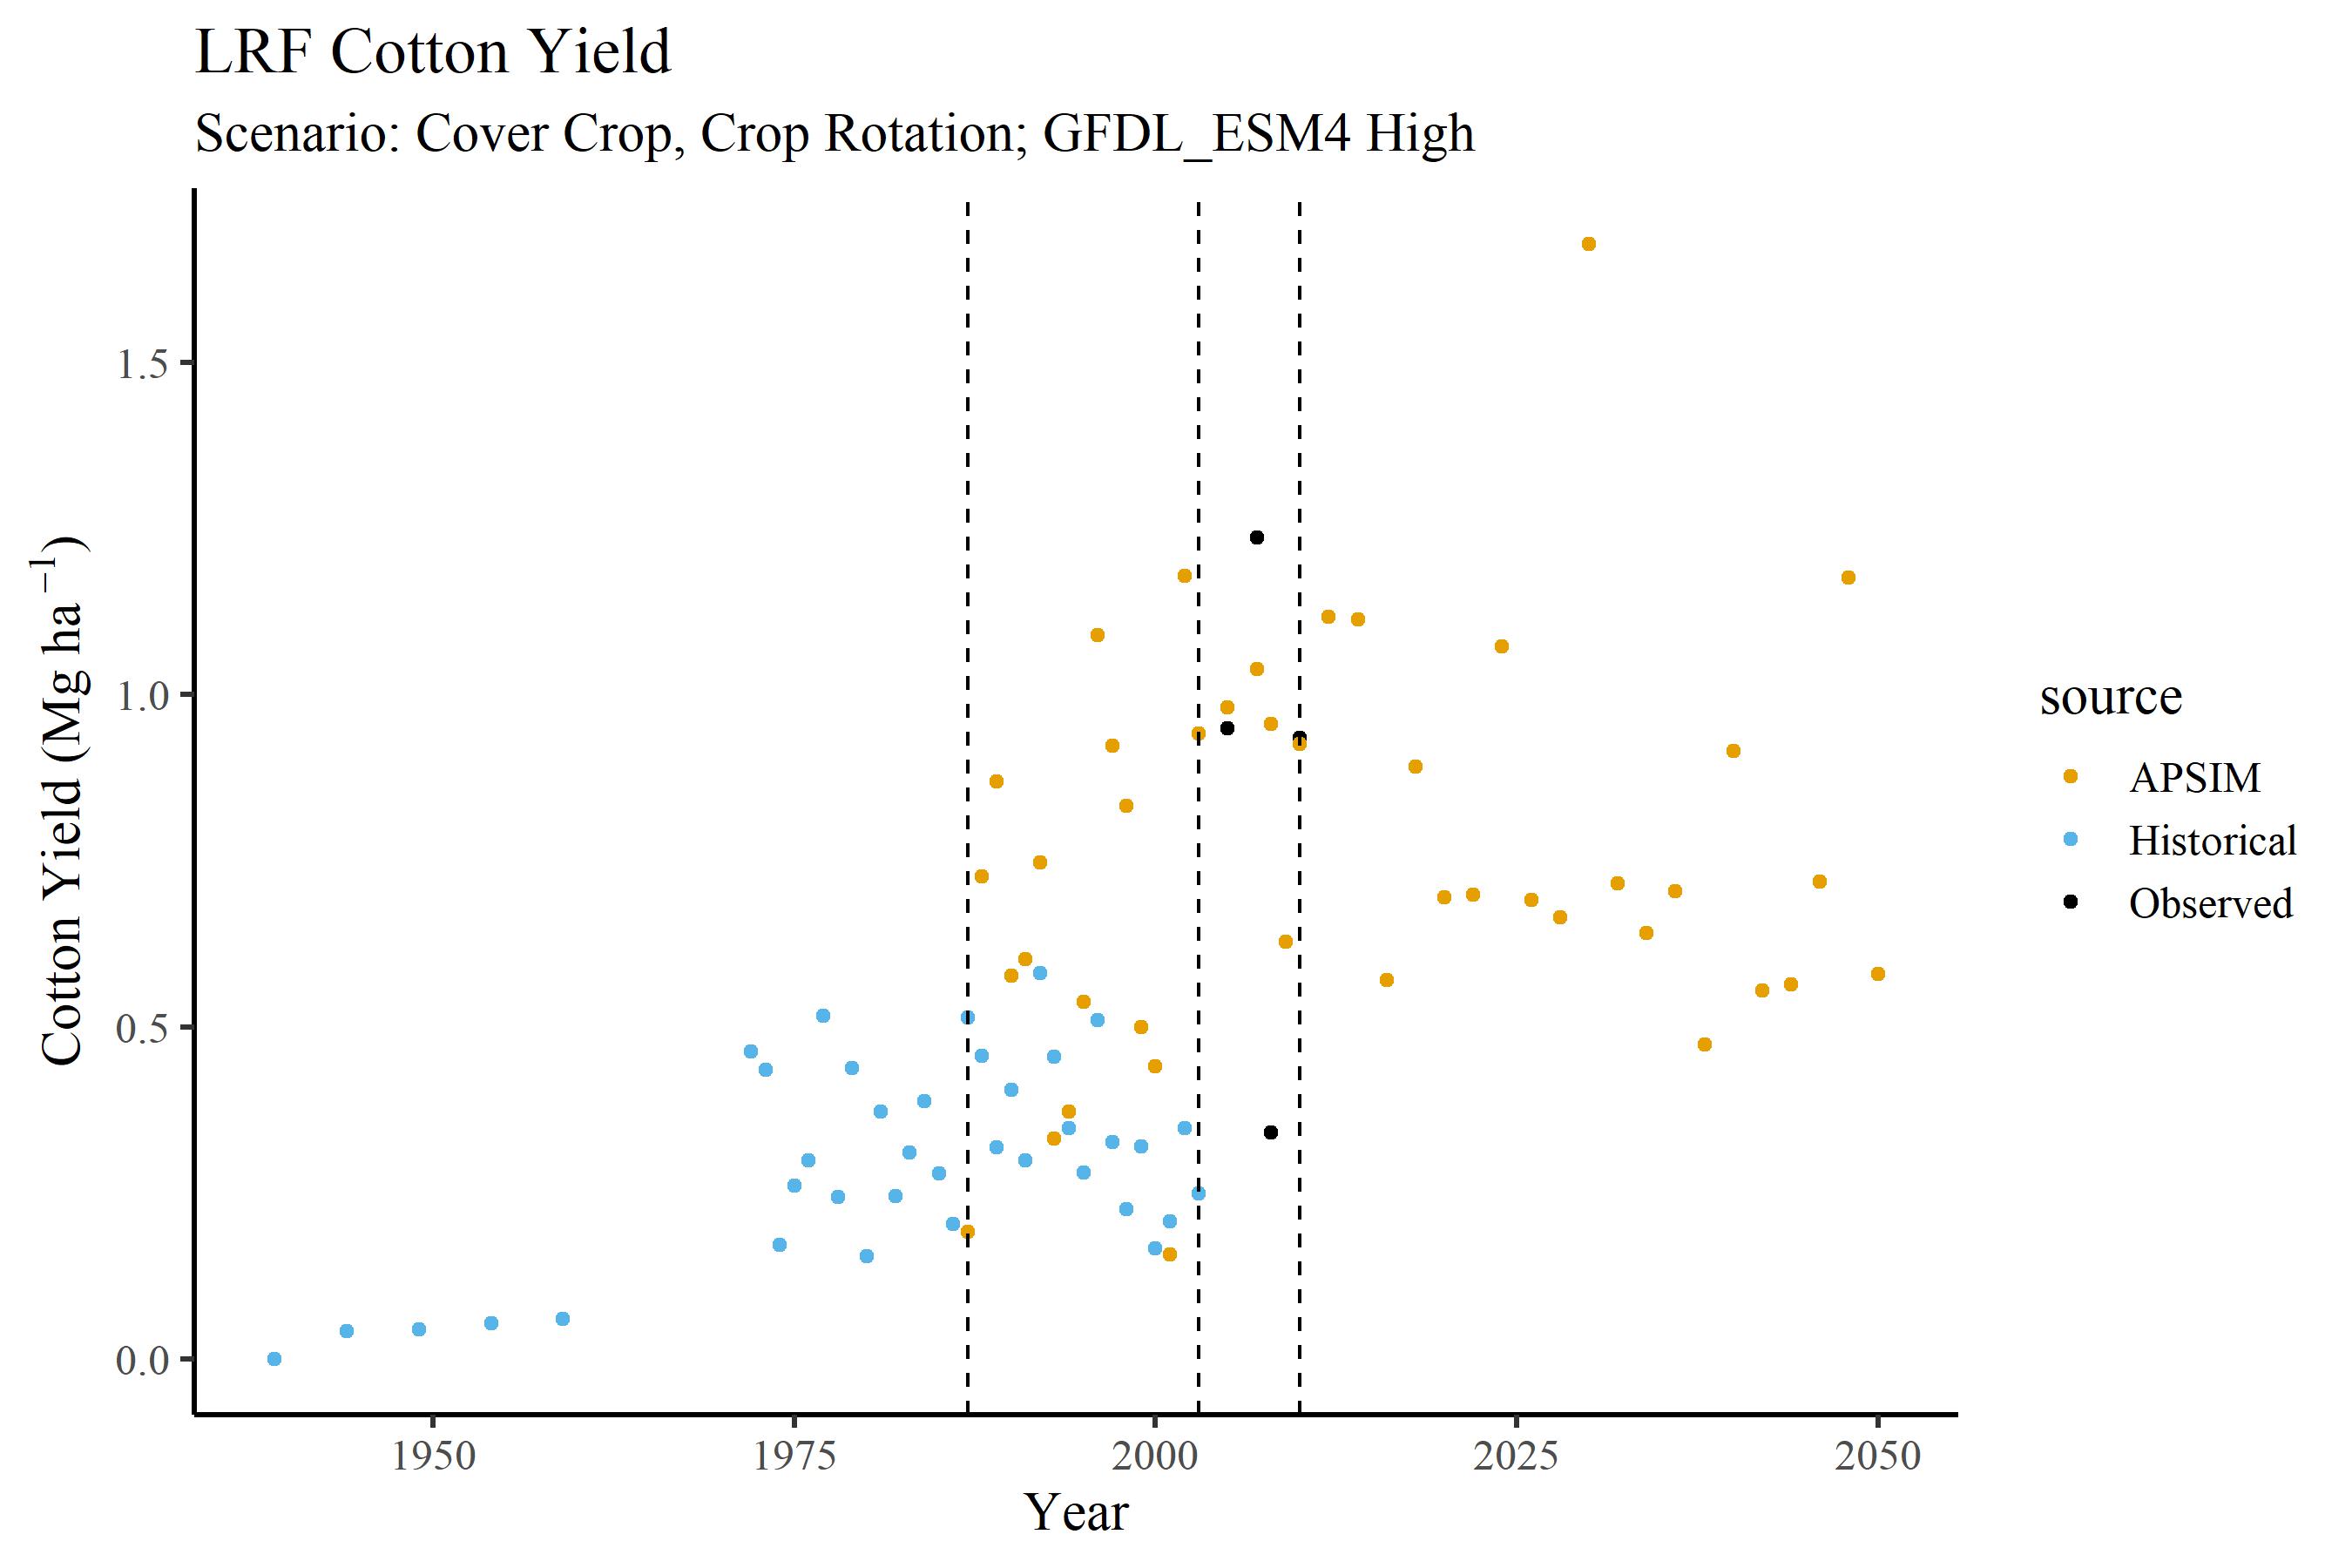 LRF Cotton Yield
Scenario: Cover Crop, Crop Rotation; GFDL_ESM4 High
Cotton Yield (Mg ha⁻¹)
1.5
1.0
0.5
0.0
1950 1975 2000 2025 2050
Year
source
APSIM
Historical
Observed